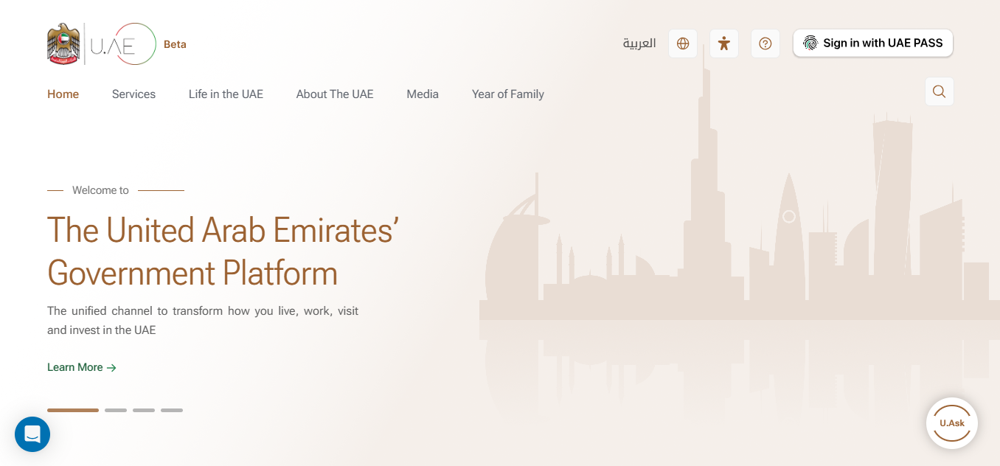 U.AE
Beta
العربية
Sign in with UAE PASS
Home
Services
Life in the UAE
About The UAE
Media
Year of Family
Welcome to
The United Arab Emirates’
Government Platform
The unified channel to transform how you live, work, visit
and invest in the UAE
Learn More
U.Ask